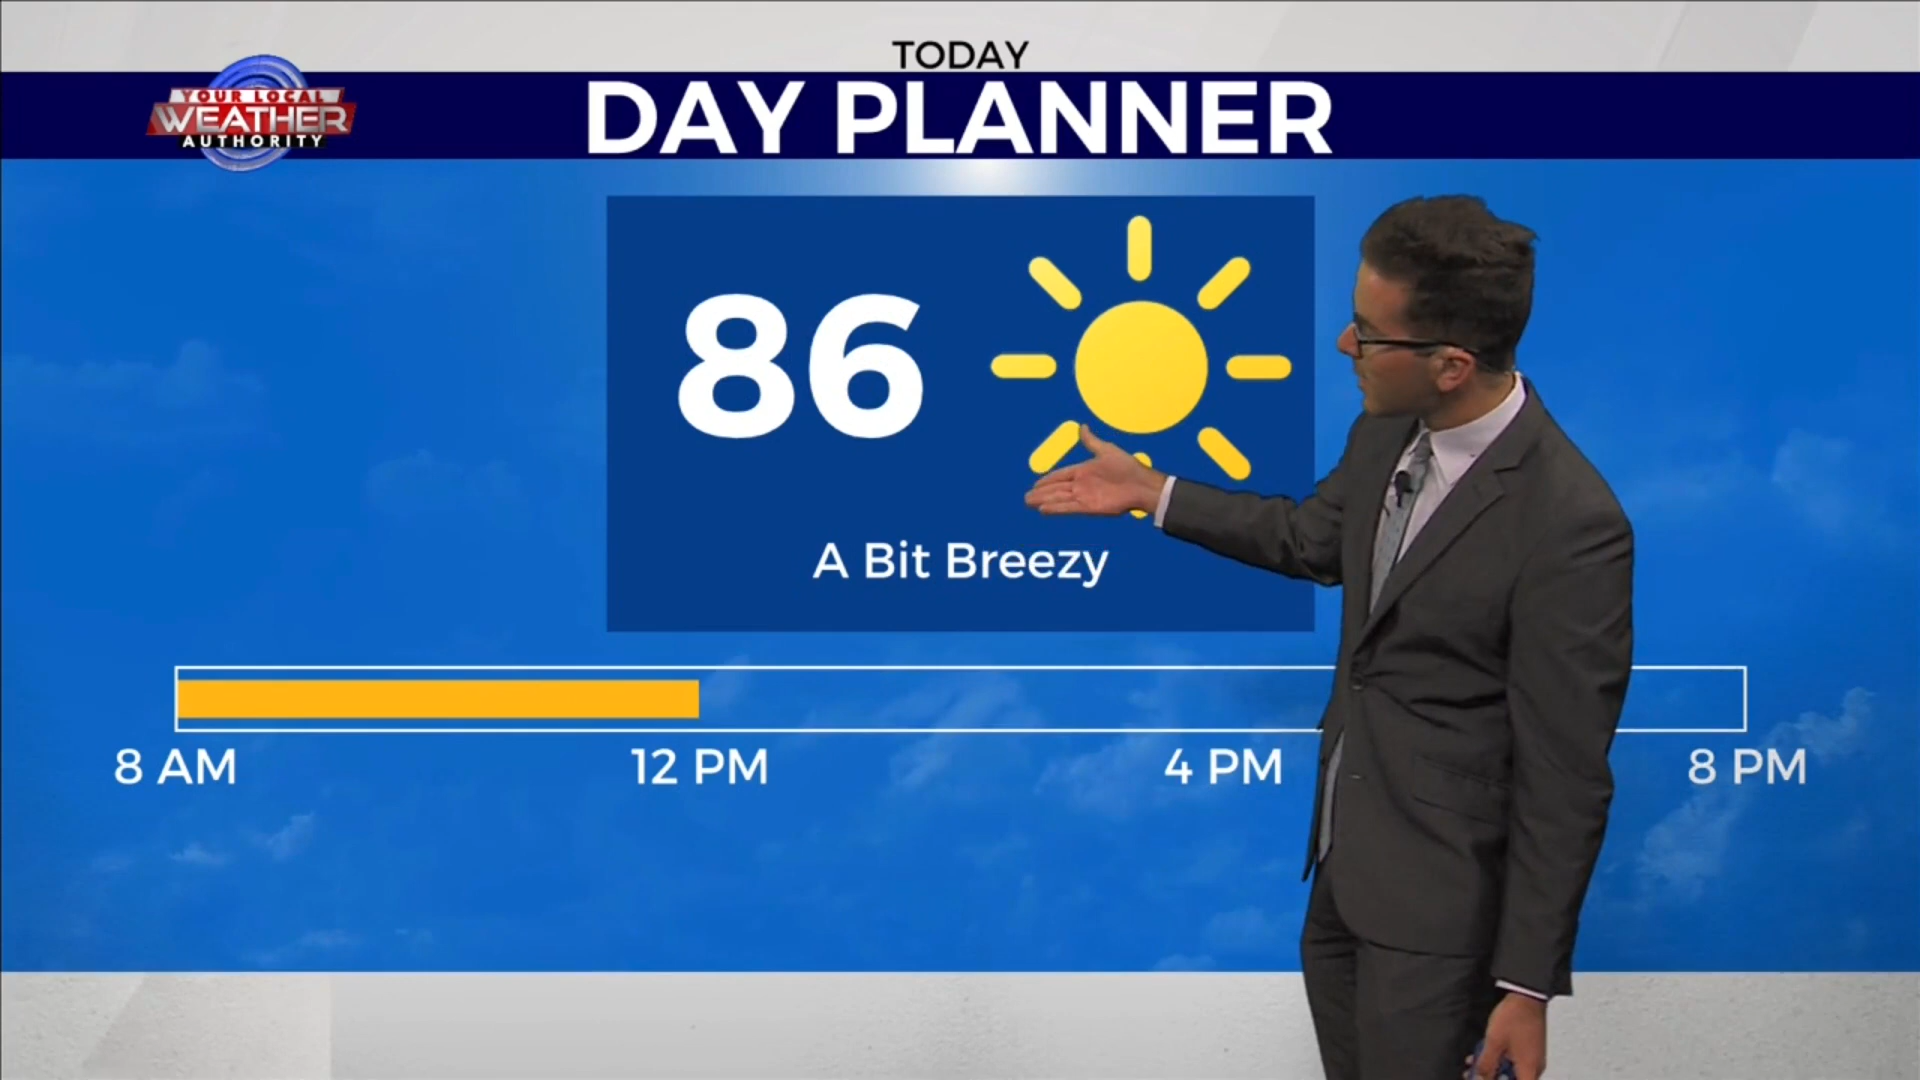 TODAY
DAY PLANNER
YOUR LOCAL
WEATHER
AUTHORITY
86
A Bit Breezy
8 AM
12 PM
4 PM
8 PM